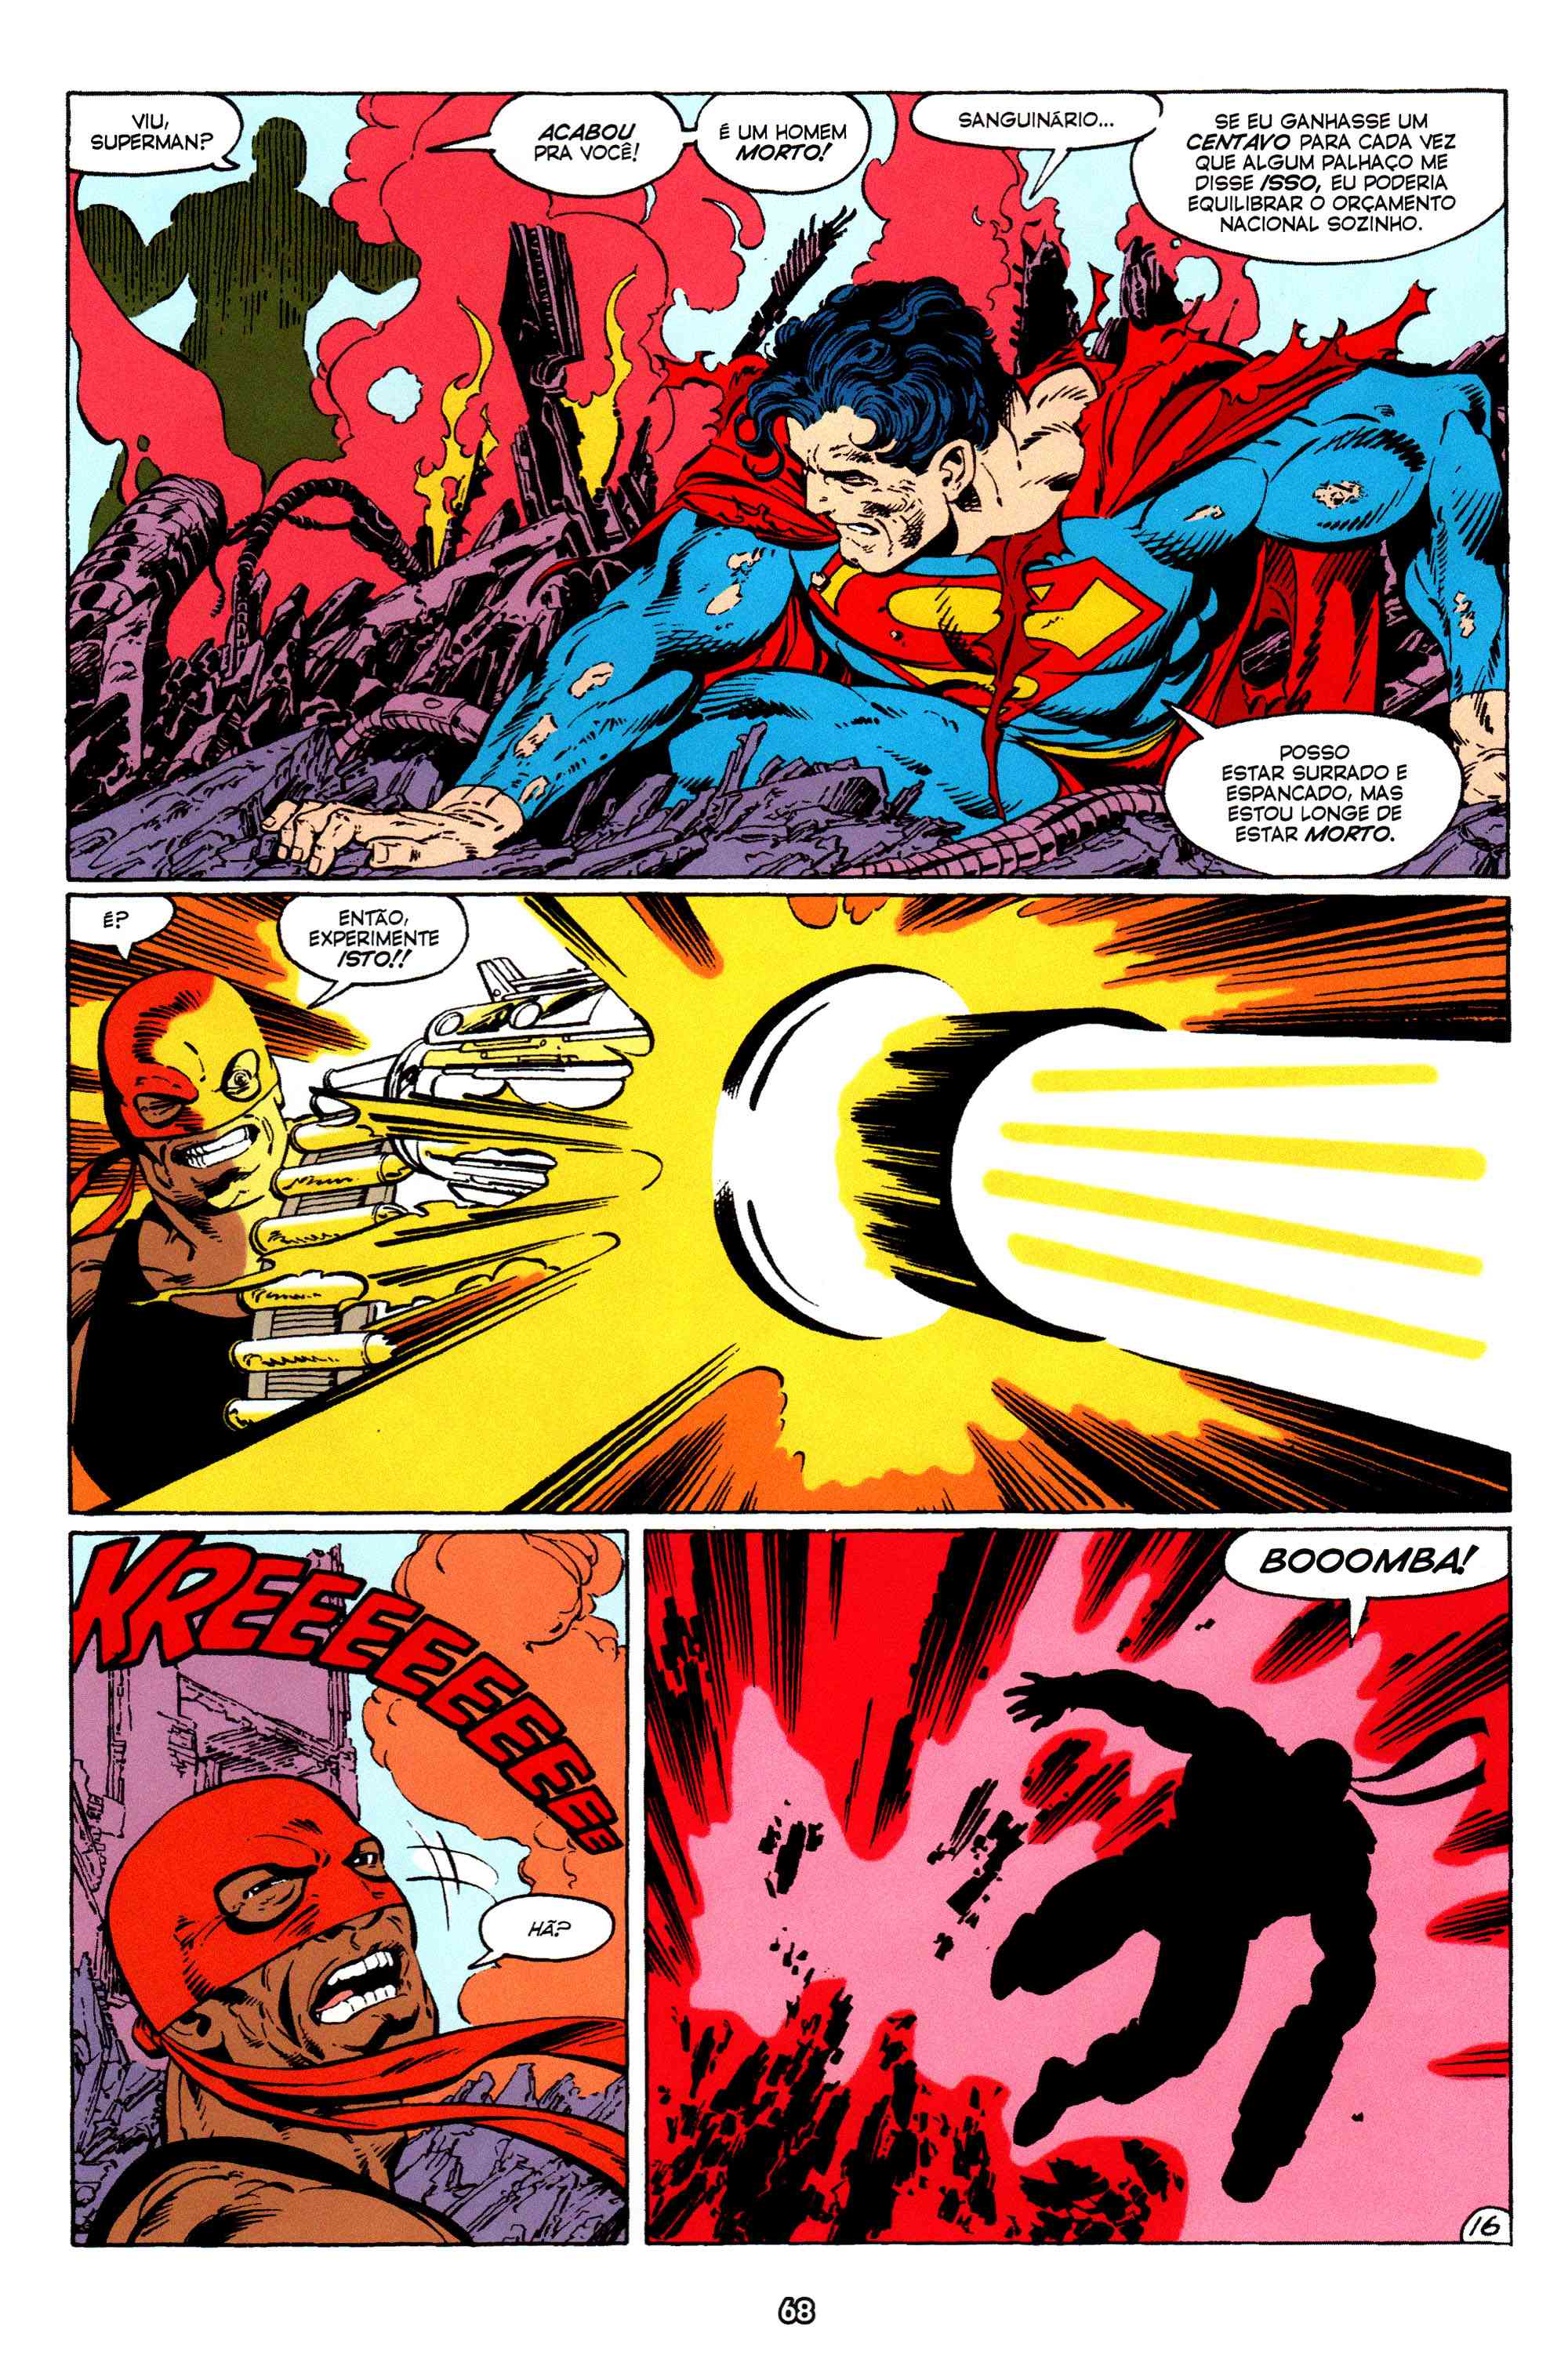 VIU,
SUPERMAN?
ACABOU
PRA VOCÊ!
É UM HOMEM
MORTO!
SANGUINÁRIO...
SE EU GANHASSE UM
CENTAVO PARA CADA VEZ
QUE ALGUM PALHAÇO ME
DISSE ISSO, EU PODERIA
EQUILIBRAR O ORÇAMENTO
NACIONAL SOZINHO.
POSSO
ESTAR SURRADO E
ESPANCADO, MAS
ESTOU LONGE DE
ESTAR MORTO.
É?
ENTÃO,
EXPERIMENTE
ISTO!!
KREEEEEEEEEE
HÃ?
BOOOMBA!
16
68